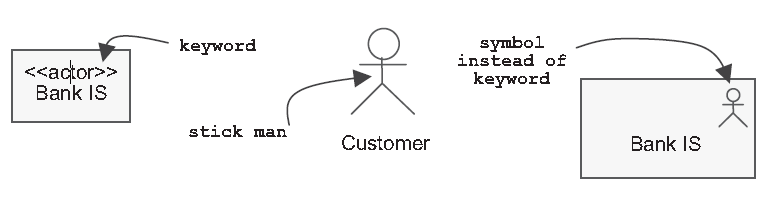 <<actor>>
Bank IS
keyword
stick man
Customer
symbol
instead of
keyword
Bank IS